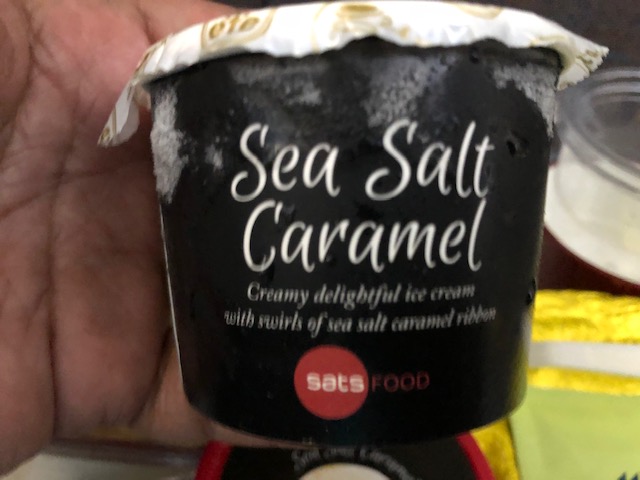 Sea Salt
Caramel
Creamy delightful ice cream
with swirls of sea salt caramel ribbon
sats FOOD